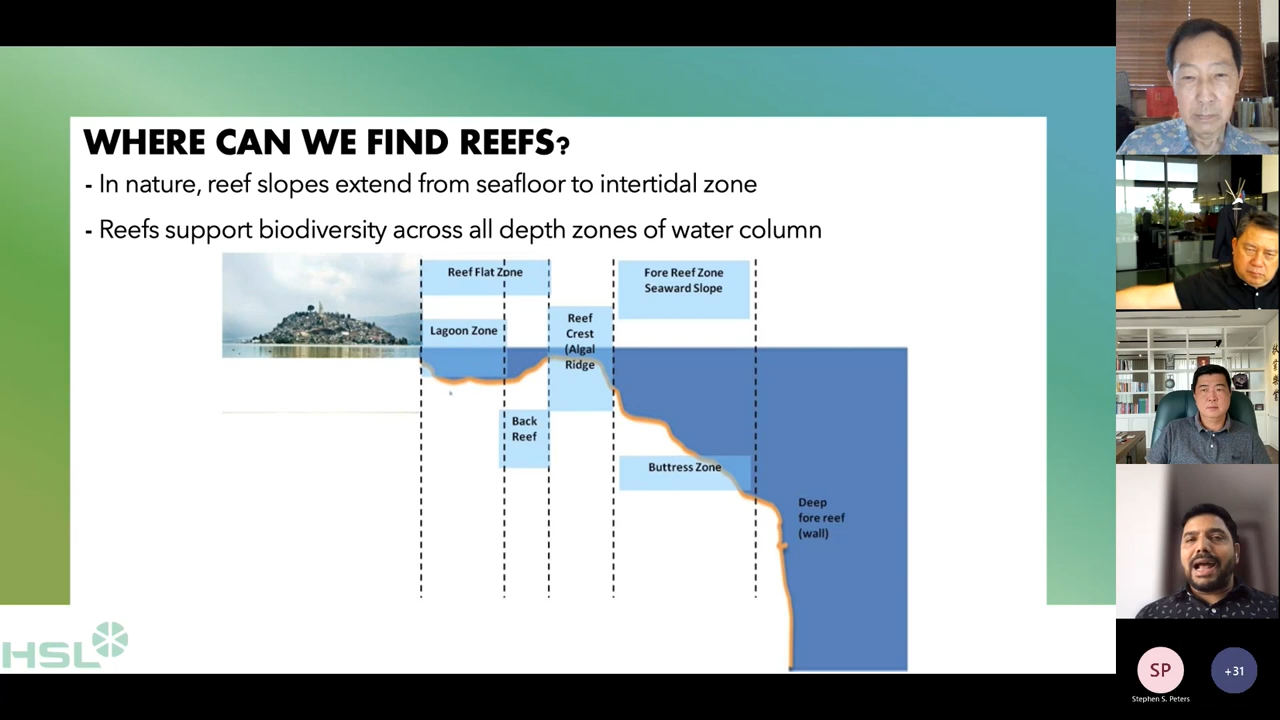 WHERE CAN WE FIND REEFS?
- In nature, reef slopes extend from seafloor to intertidal zone
- Reefs support biodiversity across all depth zones of water column
Reef Flat Zone
Fore Reef Zone
Seaward Slope
Lagoon Zone
Reef
Crest
(Algal
Ridge
Back
Reef
Buttress Zone
Deep
fore reef
(wall)
HSL
SP
+31
Stephen S. Peters